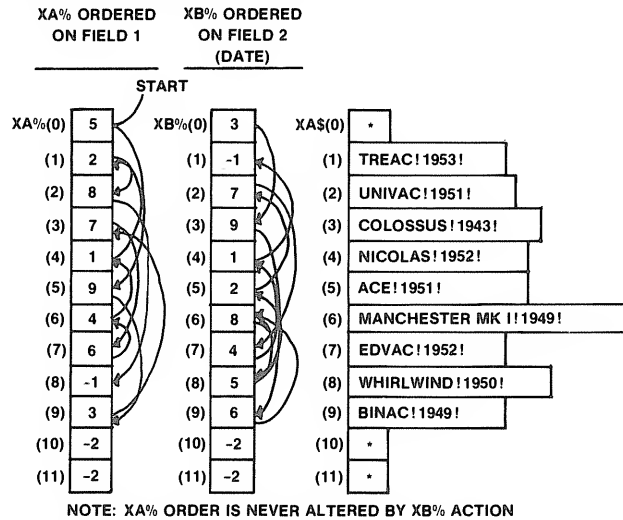 XA% ORDERED ON FIELD 1
XB% ORDERED ON FIELD 2 (DATE)
START
XA%(0) 5 XB%(0) 3 XA$(0) *
(1) 2 (1) -1 (1) TREAC!1953!
(2) 8 (2) 7 (2) UNIVAC!1951!
(3) 7 (3) 9 (3) COLOSSUS!1943!
(4) 1 (4) 1 (4) NICOLAS!1952!
(5) 9 (5) 2 (5) ACE!1951!
(6) 4 (6) 8 (6) MANCHESTER MK I!1949!
(7) 6 (7) 4 (7) EDVAC!1952!
(8) -1 (8) 5 (8) WHIRLWIND!1950!
(9) 3 (9) 6 (9) BINAC!1949!
(10) -2 (10) -2 (10) *
(11) -2 (11) -2 (11) *
NOTE: XA% ORDER IS NEVER ALTERED BY XB% ACTION